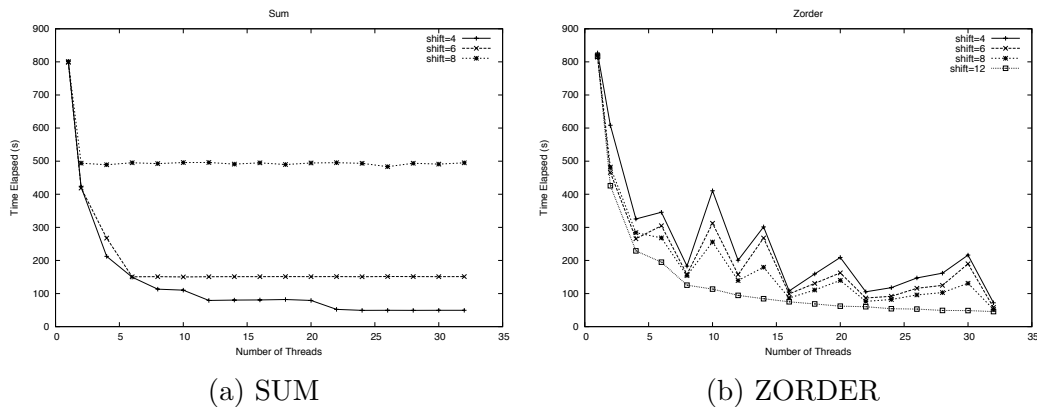 Sum
900
800
700
600
500
400
300
200
100
0
0 5 10 15 20 25 30 35
Time Elapsed (s)
Number of Threads
shift=4
shift=6
shift=8
(a) SUM
Zorder
900
800
700
600
500
400
300
200
100
0
0 5 10 15 20 25 30 35
Time Elapsed (s)
Number of Threads
shift=4
shift=6
shift=8
shift=12
(b) ZORDER